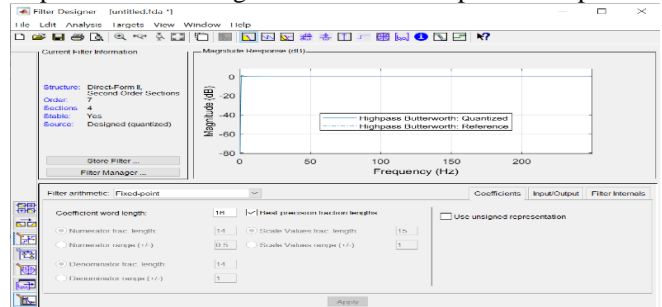 Filter Designer - [untitled.fda *]
File Edit Analysis Targets View Window Help
Current Filter Information
Structure: Direct-Form II,
Second Order Sections
Order: 7
Sections: 4
Stable: Yes
Source: Designed (quantized)
Store Filter ...
Filter Manager ...
Magnitude Response (dB)
Magnitude (dB)
0
-20
-40
-60
-80
Highpass Butterworth: Quantized
Highpass Butterworth: Reference
0 50 100 150 200
Frequency (Hz)
Filter arithmetic: Fixed-point
Coefficients Input/Output Filter Internals
Coefficient word length: 16 Best precision fraction lengths
Use unsigned representation
Numerator frac. length: 14 Scale Values frac. length: 15
Numerator range (+/-): 0.5 Scale Values range (+/-): 1
Denominator frac. length: 14
Denominator range (+/-): 1
Apply